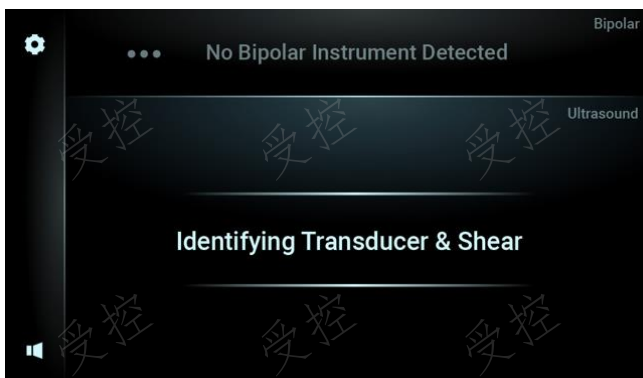 Bipolar
No Bipolar Instrument Detected
Ultrasound
受控 受控 受控
Identifying Transducer & Shear
受控 受控 受控